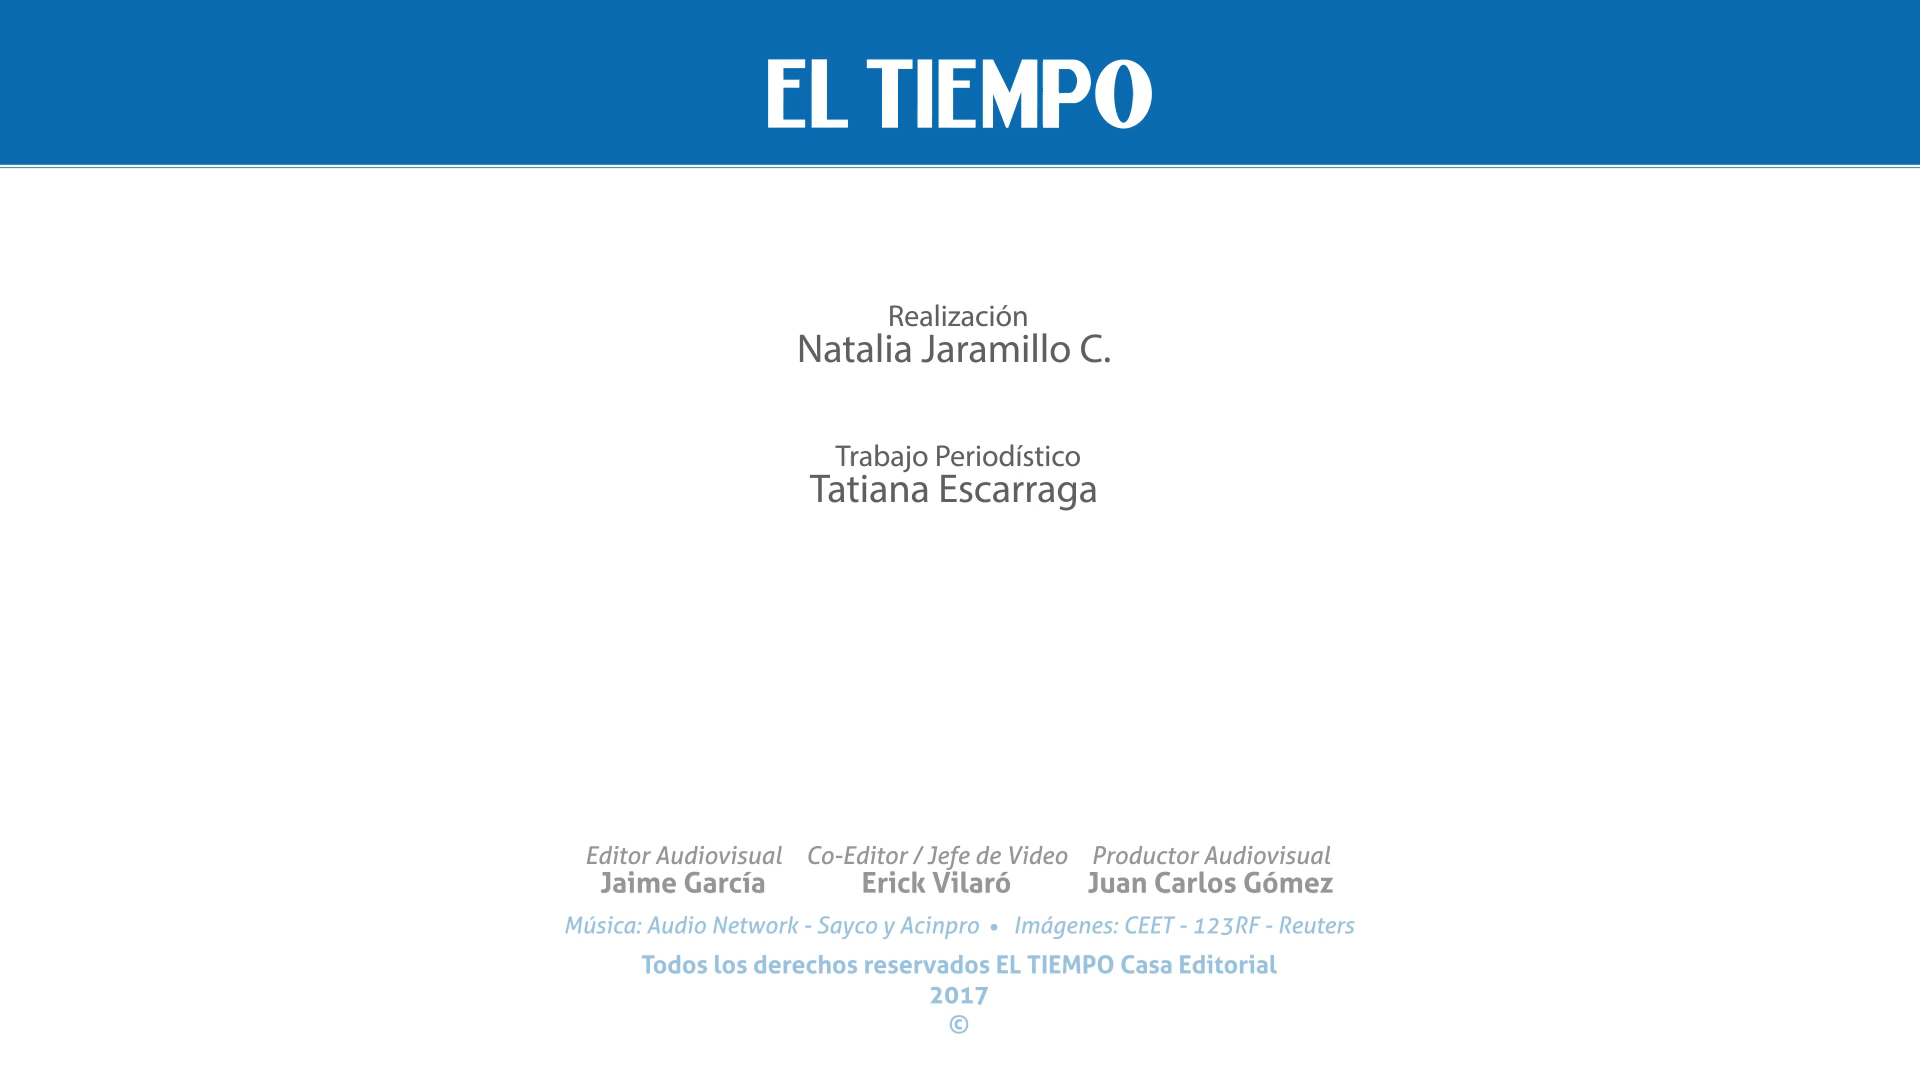 EL TIEMPO
Realización
Natalia Jaramillo C.
Trabajo Periodístico
Tatiana Escarraga
Editor Audiovisual Co-Editor / Jefe de Video Productor Audiovisual
Jaime García Erick Vilaró Juan Carlos Gómez
Música: Audio Network - Sayco y Acinpro • Imágenes: CEET - 123RF - Reuters
Todos los derechos reservados EL TIEMPO Casa Editorial
2017
©